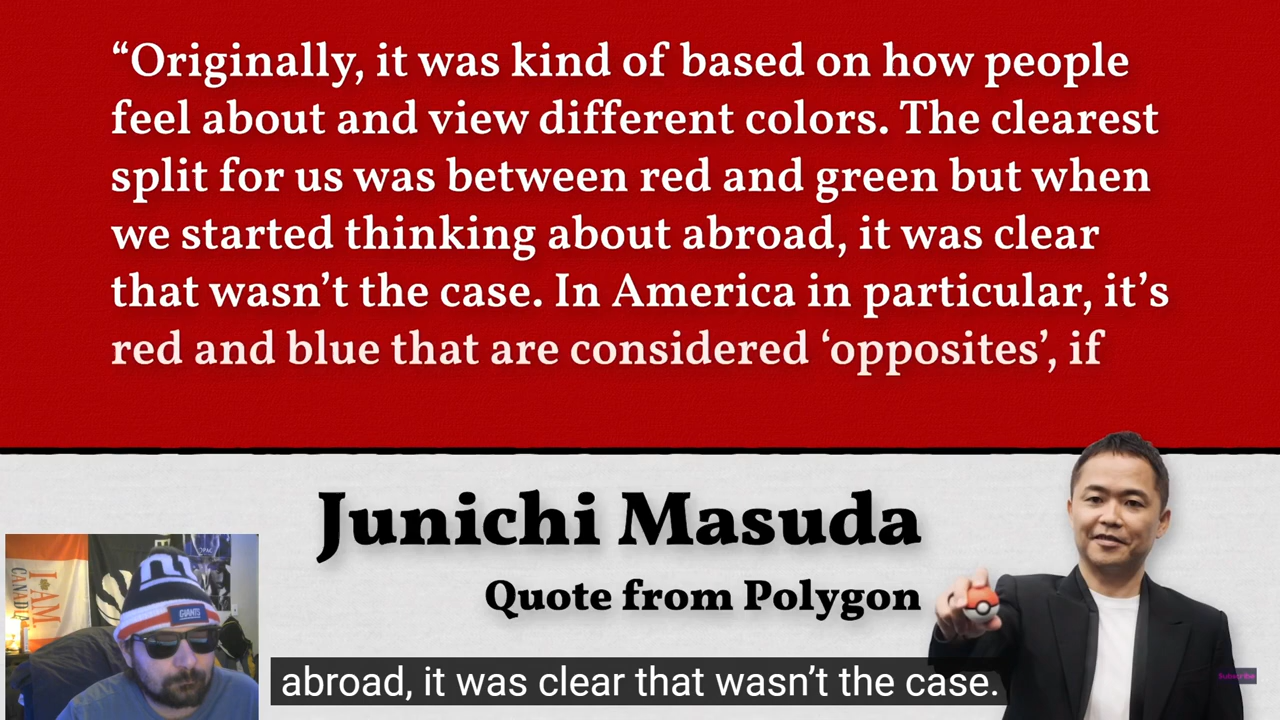 “Originally, it was kind of based on how people
feel about and view different colors. The clearest
split for us was between red and green but when
we started thinking about abroad, it was clear
that wasn’t the case. In America in particular, it’s
red and blue that are considered ‘opposites’, if
Junichi Masuda
Quote from Polygon
I AM
CANADIAN
GIANTS
abroad, it was clear that wasn’t the case.
Subscribe